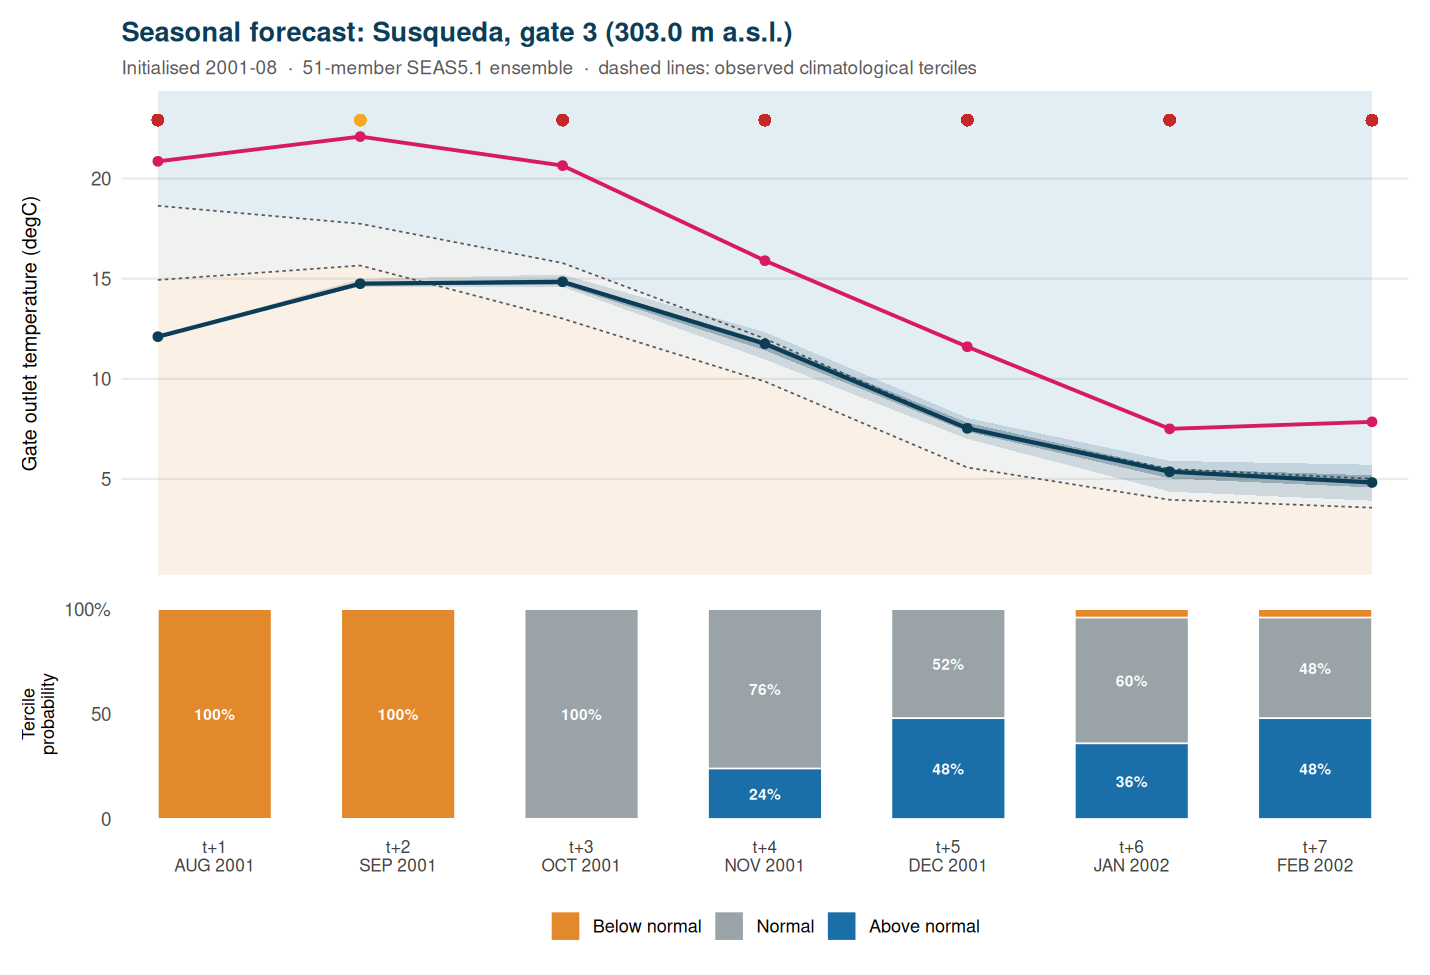 Seasonal forecast: Susqueda, gate 3 (303.0 m a.s.l.)
Initialised 2001-08 · 51-member SEAS5.1 ensemble · dashed lines: observed climatological terciles
Gate outlet temperature (degC)
20
15
10
5
Tercile
probability
100%
50
0
100%
100%
100%
76%
24%
52%
48%
60%
36%
48%
48%
t+1
AUG 2001
t+2
SEP 2001
t+3
OCT 2001
t+4
NOV 2001
t+5
DEC 2001
t+6
JAN 2002
t+7
FEB 2002
Below normal
Normal
Above normal